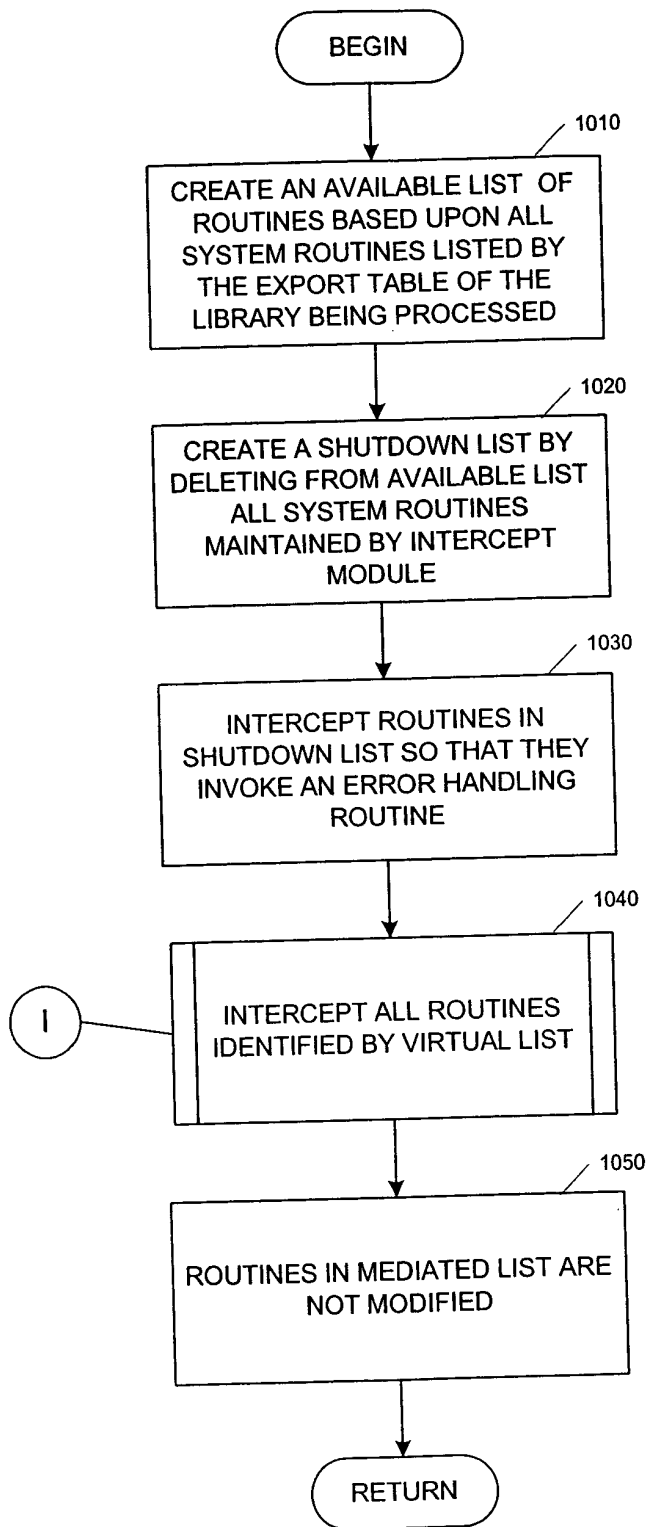 BEGIN
1010
CREATE AN AVAILABLE LIST OF
ROUTINES BASED UPON ALL
SYSTEM ROUTINES LISTED BY
THE EXPORT TABLE OF THE
LIBRARY BEING PROCESSED
1020
CREATE A SHUTDOWN LIST BY
DELETING FROM AVAILABLE LIST
ALL SYSTEM ROUTINES
MAINTAINED BY INTERCEPT
MODULE
1030
INTERCEPT ROUTINES IN
SHUTDOWN LIST SO THAT THEY
INVOKE AN ERROR HANDLING
ROUTINE
1040
I
INTERCEPT ALL ROUTINES
IDENTIFIED BY VIRTUAL LIST
1050
ROUTINES IN MEDIATED LIST ARE
NOT MODIFIED
RETURN